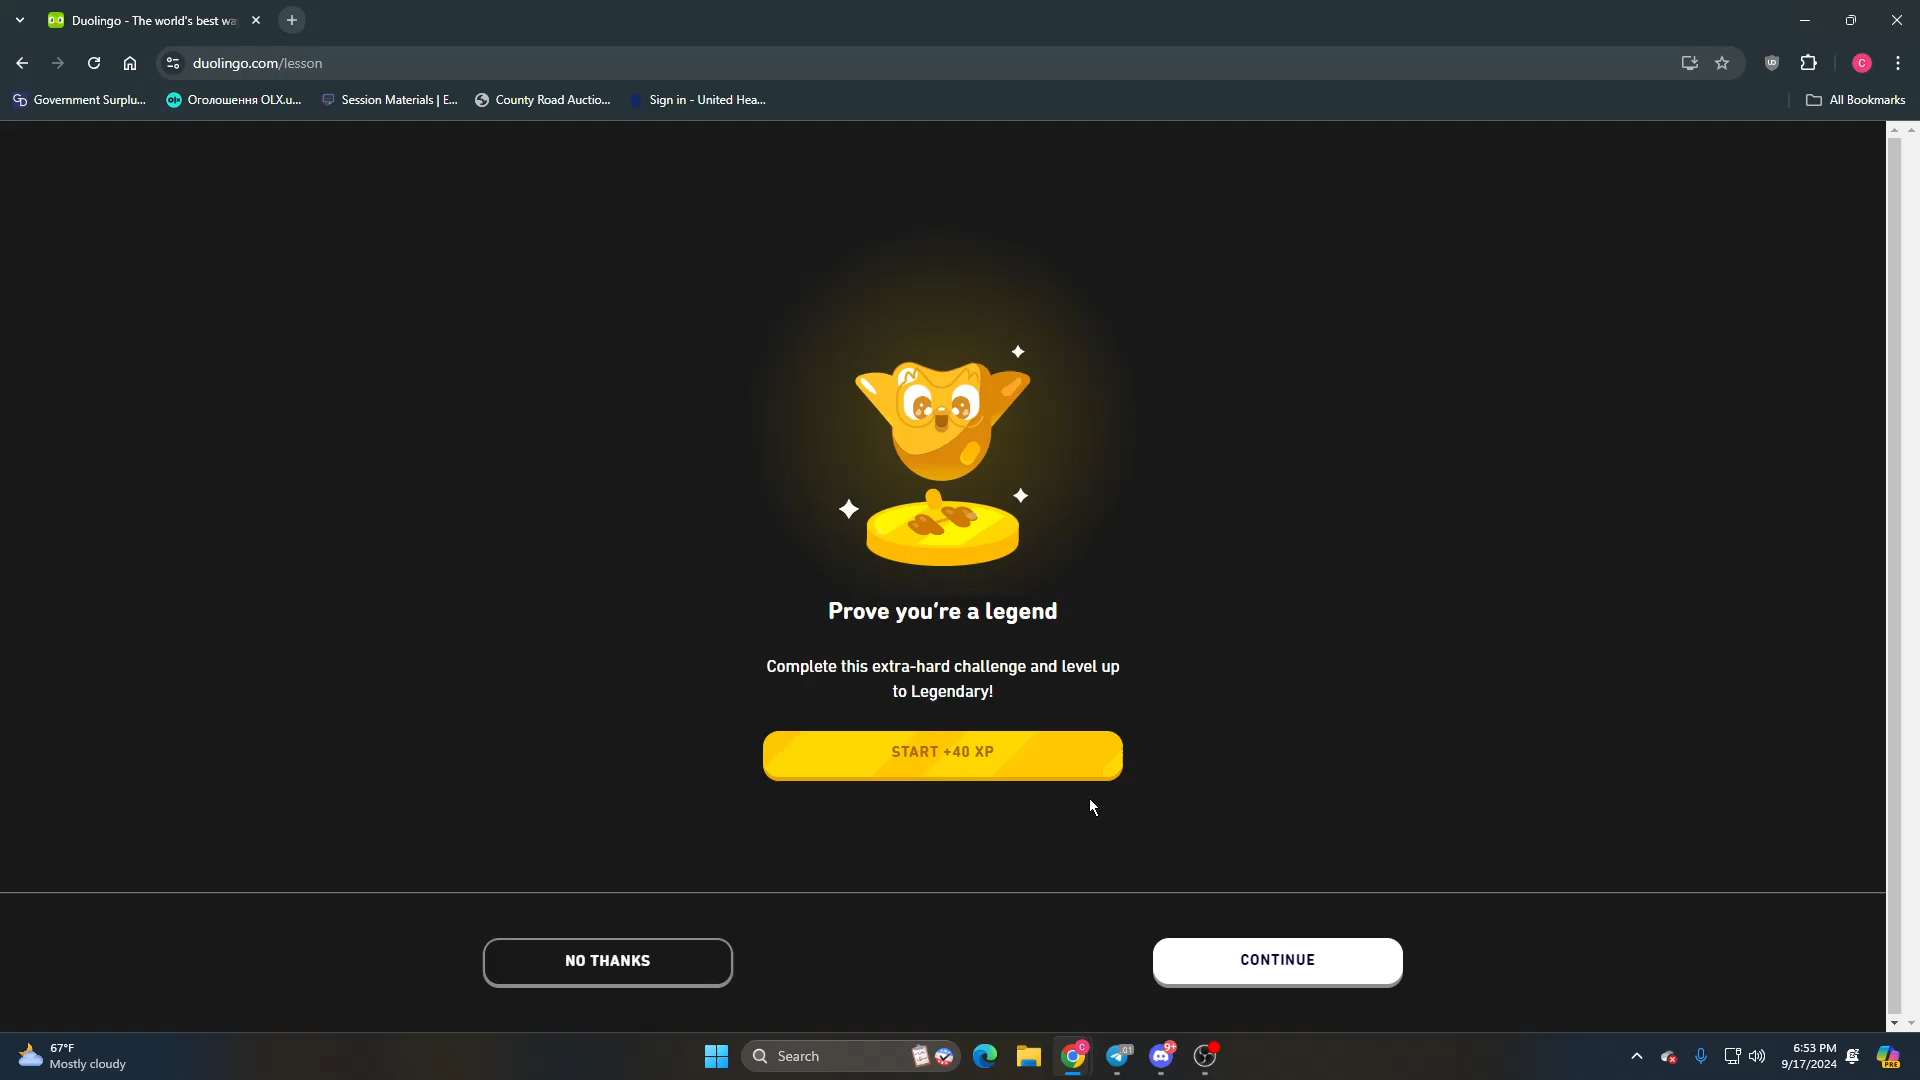 Duolingo - The world's best wa
duolingo.com/lesson
Government Surplu...
Оголошення OLX.u...
Session Materials | E...
County Road Auctio...
Sign in - United Hea...
All Bookmarks
Prove you're a legend
Complete this extra-hard challenge and level up
to Legendary!
START +40 XP
NO THANKS
CONTINUE
67°F
Mostly cloudy
Search
6:53 PM
9/17/2024